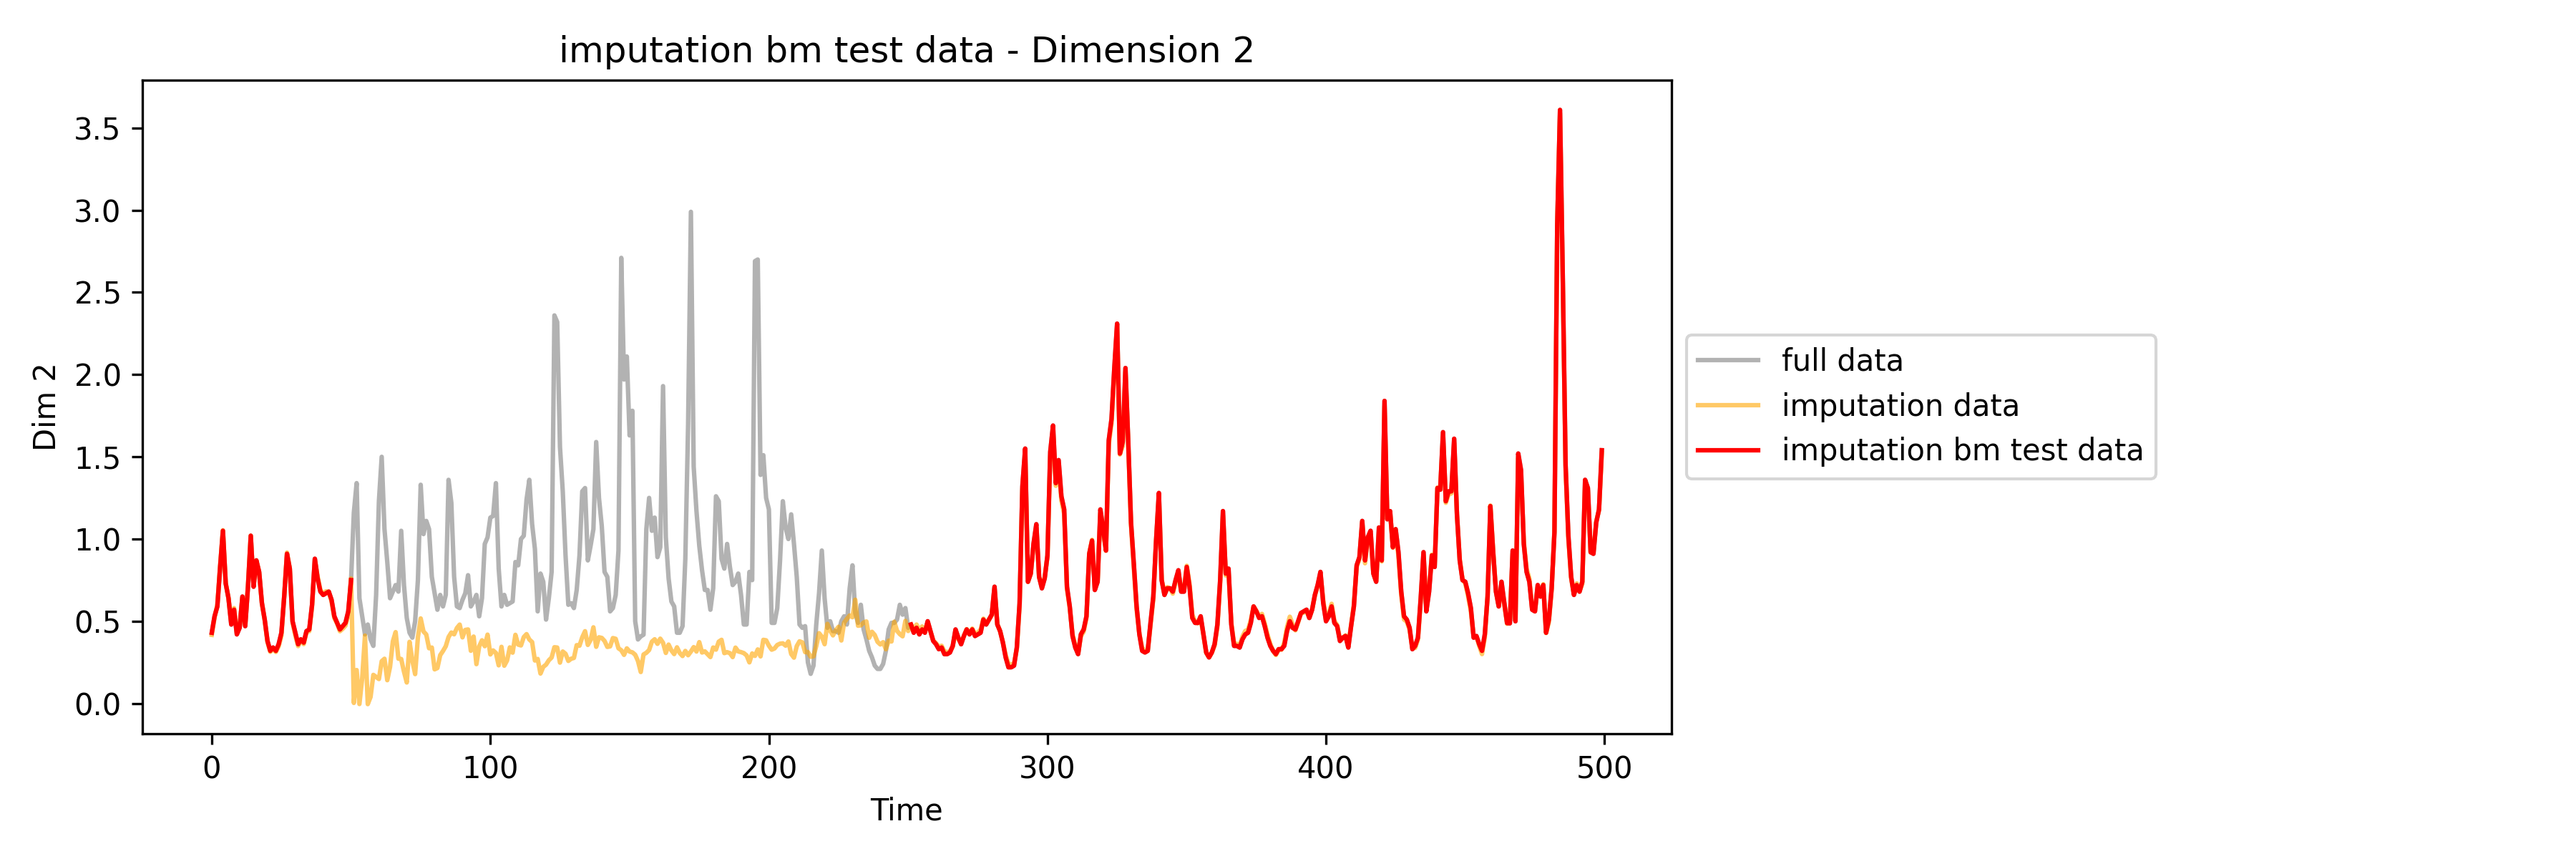 imputation bm test data - Dimension 2
3.5
3.0
2.5
2.0
1.5
1.0
0.5
0.0
Dim 2
0 100 200 300 400 500
Time
full data
imputation data
imputation bm test data